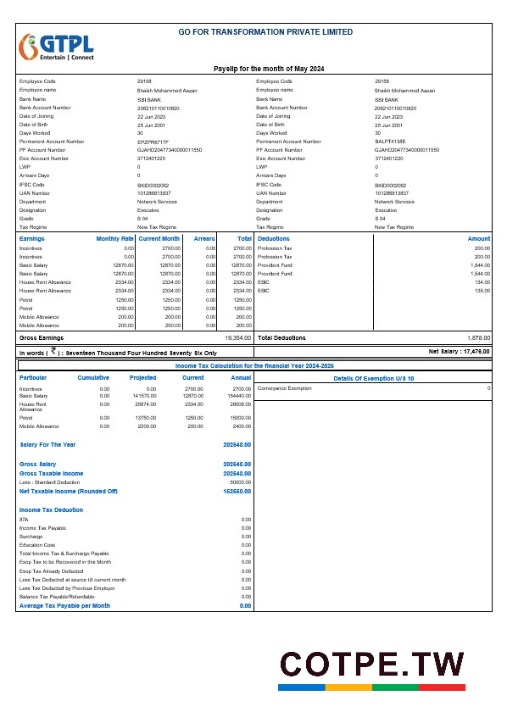 GTPL
Entertain | Connect
GO FOR TRANSFORMATION PRIVATE LIMITED
Payslip for the month of May 2024
Employee Code 29158 Employee Code 29158
Employee name Shaikh Mohammed Aazan Employee name Shaikh Mohammed Aazan
Bank Name SBI BANK Bank Name SBI BANK
Bank Account Number Bank Account Number
Date of Joining 22 Jun 2023 Date of Joining 22 Jun 2023
Date of Birth 25 Jun 2001 Date of Birth 25 Jun 2001
Days Worked 30 Days Worked 30
Permanent Account Number Permanent Account Number
PF Account Number PF Account Number
Esic Account Number 3712401220 Esic Account Number 3712401220
LWP 0 LWP 0
Arrears Days 0 Arrears Days 0
IFSC Code BKID0002082 IFSC Code BKID0002082
UAN Number 101286813837 UAN Number 101286813837
Department Network Services Department Network Services
Designation Executive Designation Executive
Grade S 04 Grade S 04
Tax Regime New Tax Regime Tax Regime New Tax Regime
Earnings Monthly Rate Current Month Arrears Total Deductions Amount
Incentives 0.00 2700.00 0.00 2700.00 Profession Tax 200.00
Incentives 0.00 2700.00 0.00 2700.00 Profession Tax 200.00
Basic Salary 12870.00 12870.00 0.00 12870.00 Provident Fund 1,544.00
Basic Salary 12870.00 12870.00 0.00 12870.00 Provident Fund 1,544.00
House Rent Allowance 2334.00 2334.00 0.00 2334.00 ESIC 134.00
House Rent Allowance 2334.00 2334.00 0.00 2334.00 ESIC 135.00
Petrol 1250.00 1250.00 0.00 1250.00
Petrol 1250.00 1250.00 0.00 1250.00
Mobile Allowance 200.00 200.00 0.00 200.00
Mobile Allowance 200.00 200.00 0.00 200.00
Gross Earnings 19,354.00 Total Deductions 1,878.00
In words ( ₹ ) : Seventeen Thousand Four Hundred Seventy Six Only Net Salary : 17,476.00
Income Tax Calculation for the financial Year 2024-2025
Particular Cumulative Projected Current Annual Details Of Exemption U/S 10
Incentives 0.00 0.00 2700.00 2700.00 Conveyance Exemption 0
Basic Salary 0.00 141570.00 12870.00 154440.00
House Rent 0.00 25674.00 2334.00 28008.00
Allowance
Petrol 0.00 13750.00 1250.00 15000.00
Mobile Allowance 0.00 2200.00 200.00 2400.00
Salary For The Year 202548.00
Gross Salary 202548.00
Gross Taxable Income 202548.00
Less : Standard Deduction 50000.00
Net Taxable Income (Rounded Off) 152550.00
Income Tax Deduction
87A 0.00
Income Tax Payable 0.00
Surcharge 0.00
Education Cess 0.00
Total Income Tax & Surcharge Payable 0.00
Esop Tax to be Recovered in this Month 0.00
Esop Tax Already Deducted 0.00
Less Tax Deducted at source till current month 0.00
Less Tax Deducted by Previous Employer 0.00
Balance Tax Payable/Refundable 0.00
Average Tax Payable per Month 0.00
COTPE.TW